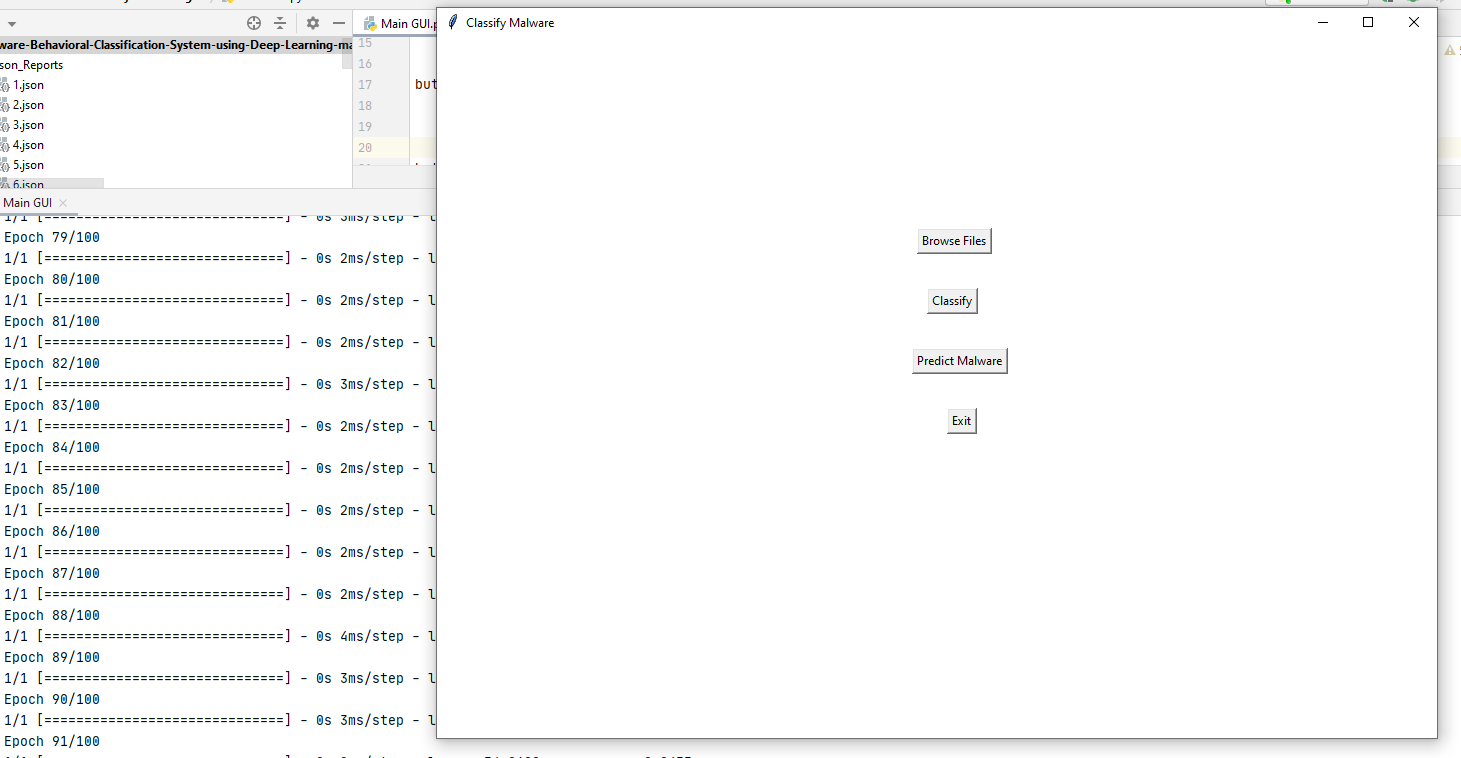 Main GUI.p
Classify Malware
ware-Behavioral-Classification-System-using-Deep-Learning-ma
son_Reports
1.json
2.json
3.json
4.json
5.json
6.json
15
16
17 but
18
19
20
Browse Files
Classify
Predict Malware
Exit
Main GUI
1/1 [==============================] - 0s 3ms/step - l
Epoch 79/100
1/1 [==============================] - 0s 2ms/step - l
Epoch 80/100
1/1 [==============================] - 0s 2ms/step - l
Epoch 81/100
1/1 [==============================] - 0s 2ms/step - l
Epoch 82/100
1/1 [==============================] - 0s 3ms/step - l
Epoch 83/100
1/1 [==============================] - 0s 2ms/step - l
Epoch 84/100
1/1 [==============================] - 0s 2ms/step - l
Epoch 85/100
1/1 [==============================] - 0s 2ms/step - l
Epoch 86/100
1/1 [==============================] - 0s 2ms/step - l
Epoch 87/100
1/1 [==============================] - 0s 2ms/step - l
Epoch 88/100
1/1 [==============================] - 0s 4ms/step - l
Epoch 89/100
1/1 [==============================] - 0s 3ms/step - l
Epoch 90/100
1/1 [==============================] - 0s 3ms/step - l
Epoch 91/100